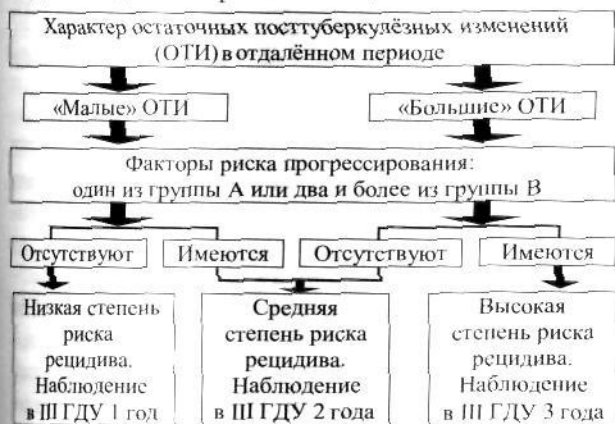 Характер остаточных посттуберкулёзных изменений
(ОТИ) в отдалённом периоде
«Малые» ОТИ
«Большие» ОТИ
Факторы риска прогрессирования:
один из группы А или два и более из группы В
Отсутствуют
Имеются
Отсутствуют
Имеются
Низкая степень
риска
рецидива.
Наблюдение
в III ГДУ 1 год
Средняя
степень риска
рецидива.
Наблюдение
в III ГДУ 2 года
Высокая
степень риска
рецидива.
Наблюдение
в III ГДУ 3 года